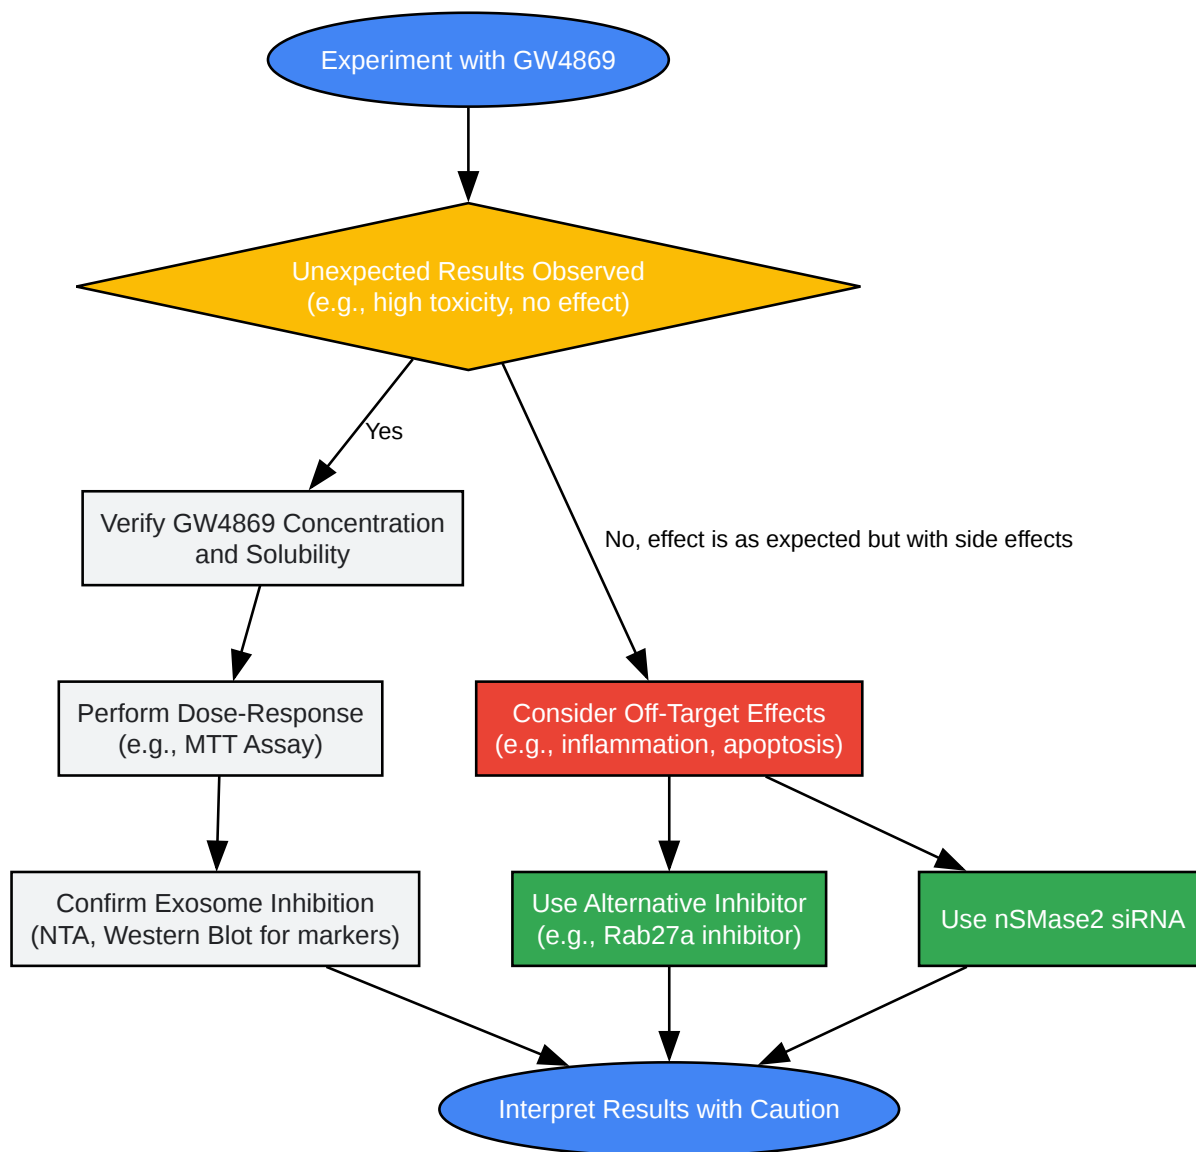 Experiment with GW4869
Unexpected Results Observed
(e.g., high toxicity, no effect)
Yes
Verify GW4869 Concentration
and Solubility
No, effect is as expected but with side effects
Perform Dose-Response
(e.g., MTT Assay)
Consider Off-Target Effects
(e.g., inflammation, apoptosis)
Confirm Exosome Inhibition
(NTA, Western Blot for markers)
Use Alternative Inhibitor
(e.g., Rab27a inhibitor)
Use nSMase2 siRNA
Interpret Results with Caution